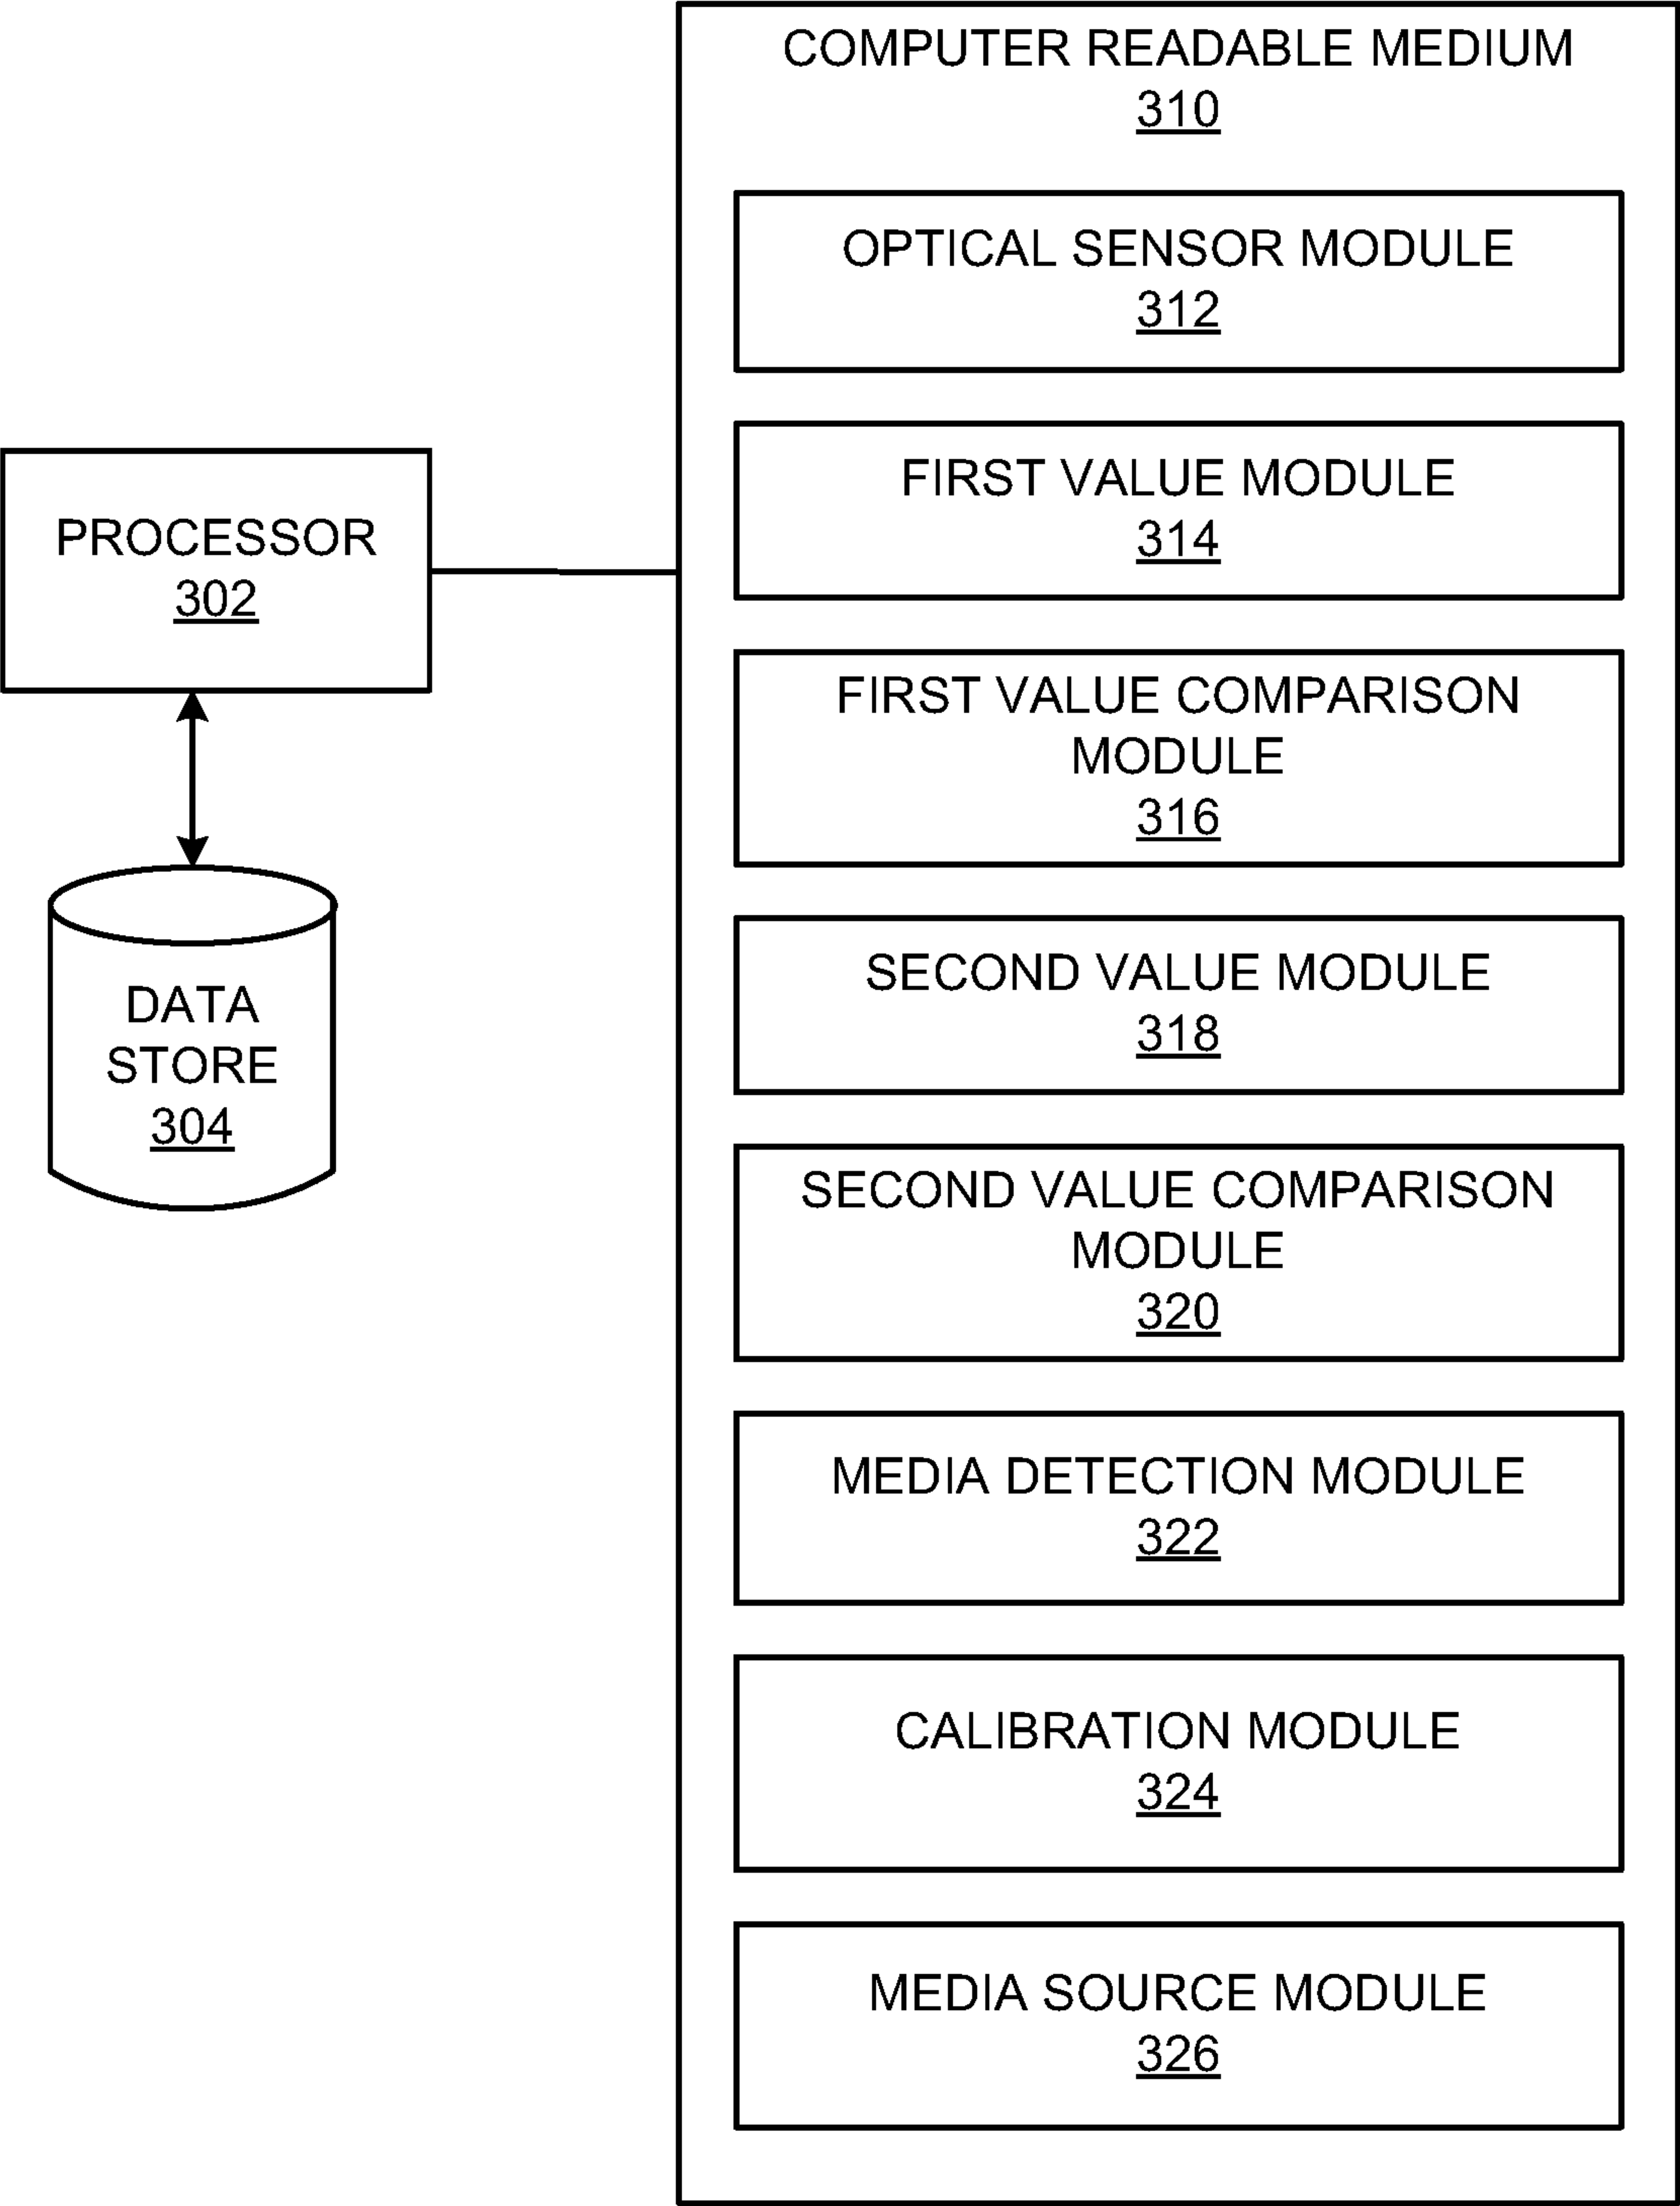 COMPUTER READABLE MEDIUM
310
OPTICAL SENSOR MODULE
312
FIRST VALUE MODULE
314
FIRST VALUE COMPARISON
MODULE
316
SECOND VALUE MODULE
318
SECOND VALUE COMPARISON
MODULE
320
MEDIA DETECTION MODULE
322
CALIBRATION MODULE
324
MEDIA SOURCE MODULE
326
PROCESSOR
302
DATA
STORE
304